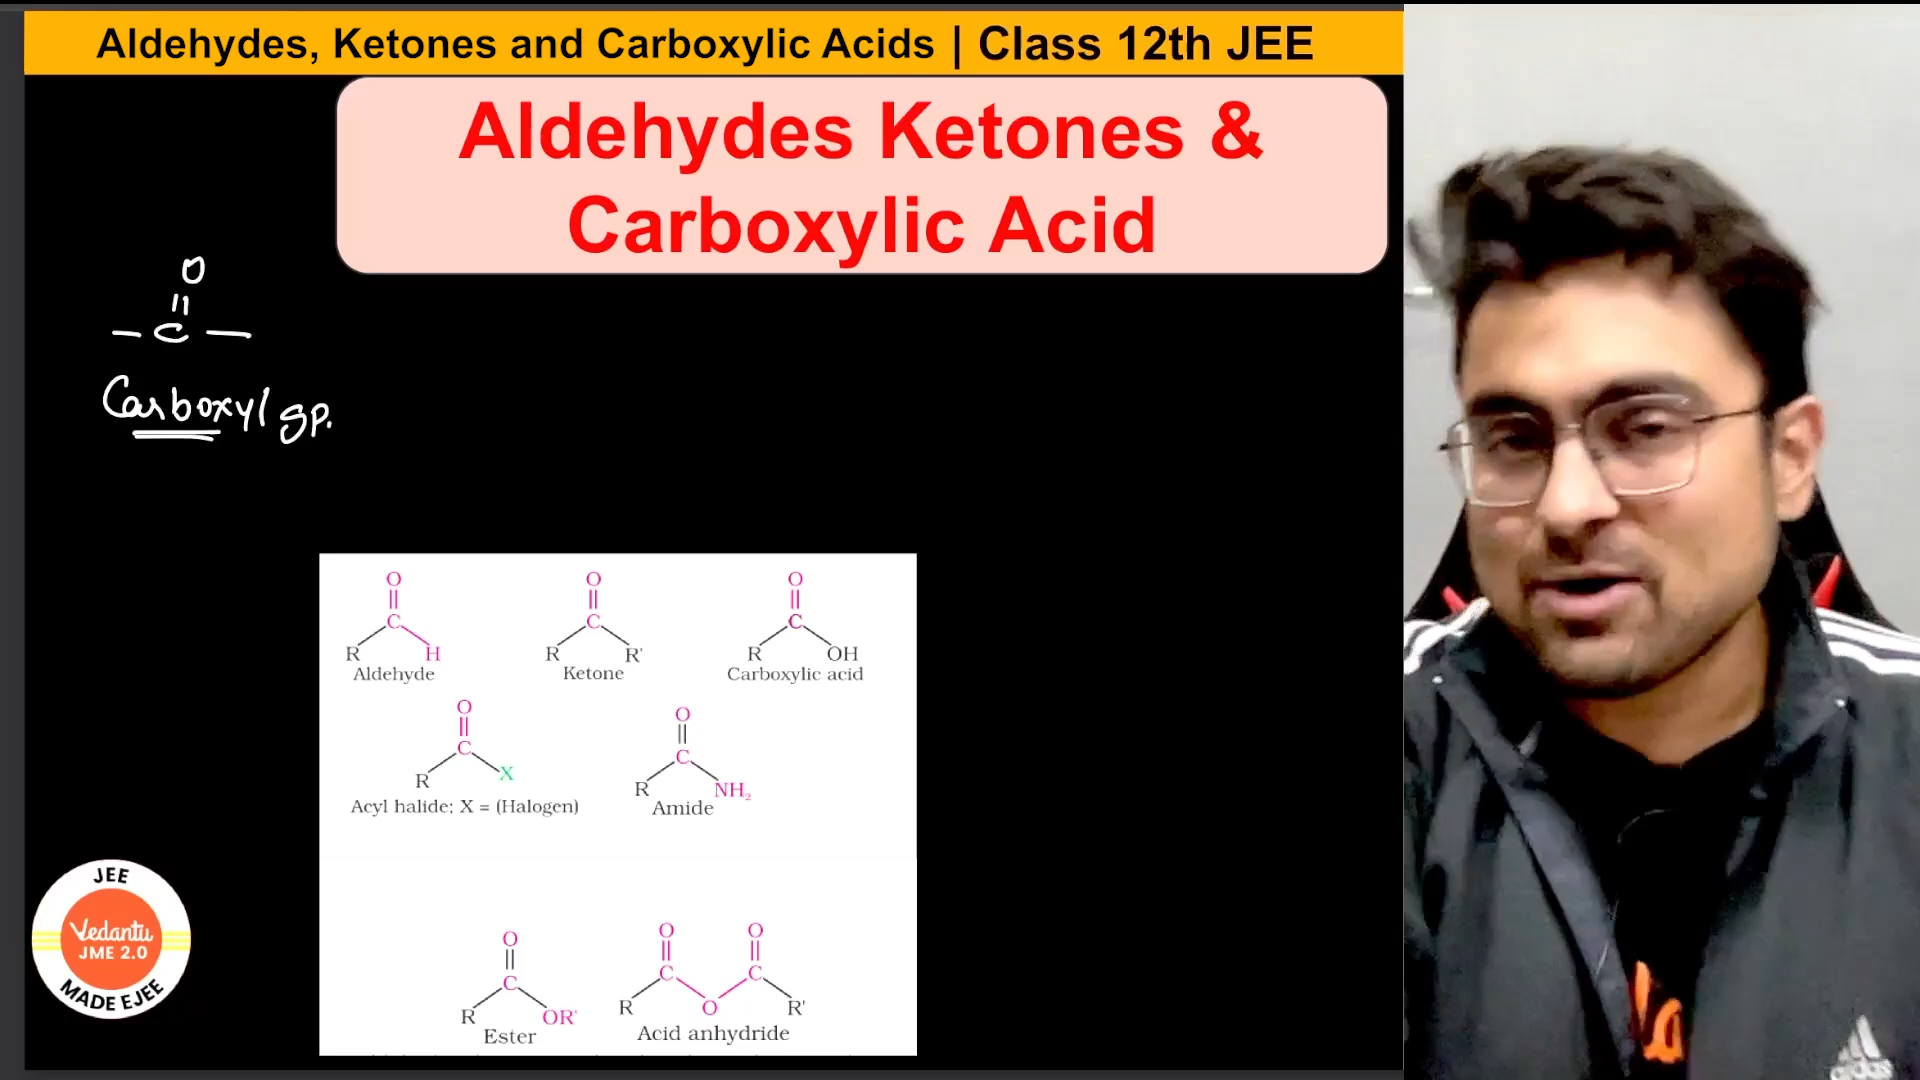 Aldehydes, Ketones and Carboxylic Acids | Class 12th JEE
Aldehydes Ketones &
Carboxylic Acid
O
C
Carboxyl gp.
O O O
C C C
R H R R' R OH
Aldehyde Ketone Carboxylic acid
O O
C C
R X R NH₂
Acyl halide; X = (Halogen) Amide
O O O
C C C
R OR' R O R'
Ester Acid anhydride
JEE
Vedantu
JME 2.0
MADE EJEE
adidas